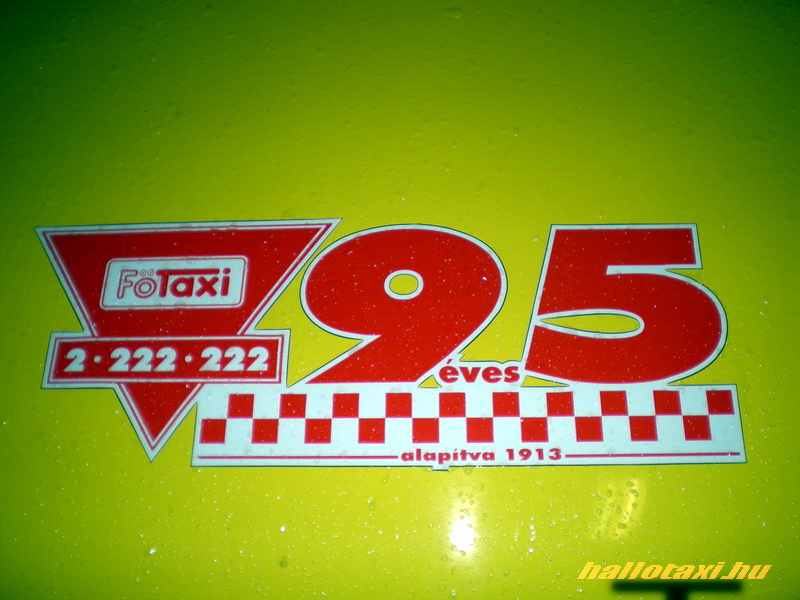 FőTaxi
2·222·222
95
éves
alapítva 1913
hallotaxi.hu